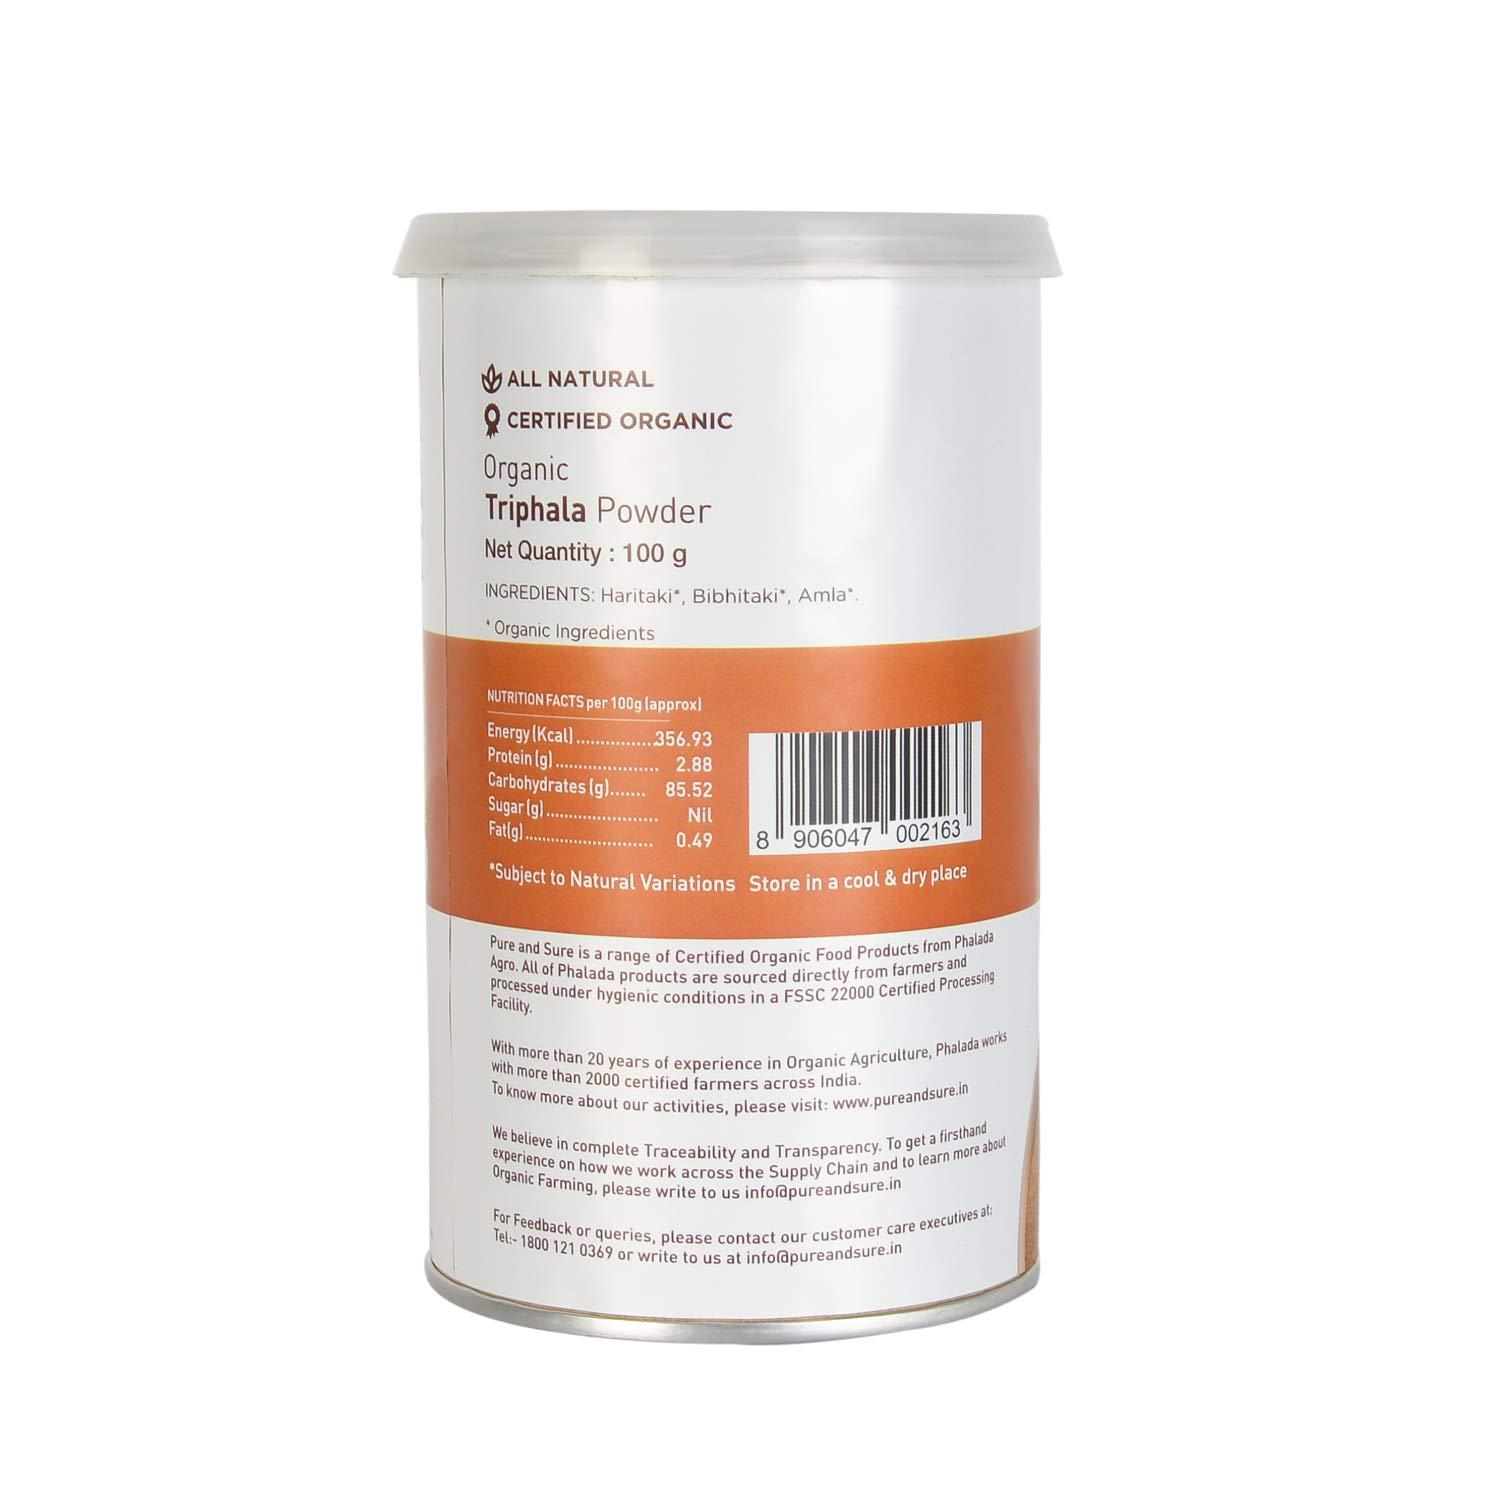 ALL NATURAL
CERTIFIED ORGANIC
Organic
Triphala Powder
Net Quantity : 100 g
INGREDIENTS: Haritaki*, Bibhitaki*, Amla*.
* Organic Ingredients
NUTRITION FACTS per 100g (approx)
Energy (Kcal) ............... 356.93
Protein (g) .................... 2.88
Carbohydrates (g)....... 85.52
Sugar (g) ...................... Nil
Fat(g) ......................... 0.49
*Subject to Natural Variations
8 906047 002163
Store in a cool & dry place
Pure and Sure is a range of Certified Organic Food Products from Phalada
Agro. All of Phalada products are sourced directly from farmers and
processed under hygienic conditions in a FSSC 22000 Certified Processing
Facility.
With more than 20 years of experience in Organic Agriculture, Phalada works
with more than 2000 certified farmers across India.
To know more about our activities, please visit: www.pureandsure.in
We believe in complete Traceability and Transparency. To get a firsthand
experience on how we work across the Supply Chain and to learn more about
Organic Farming, please write to us info@pureandsure.in
For Feedback or queries, please contact our customer care executives at:
Tel:- 1800 121 0369 or write to us at info@pureandsure.in